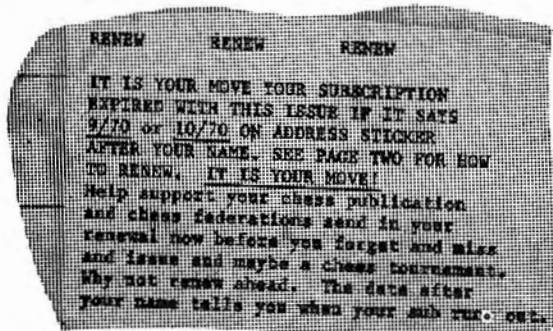 RENEW RENEW RENEW
IT IS YOUR MOVE YOUR SUBSCRIPTION
EXPIRED WITH THIS ISSUE IF IT SAYS
9/70 or 10/70 ON ADDRESS STICKER
AFTER YOUR NAME. SEE PAGE TWO FOR HOW
TO RENEW. IT IS YOUR MOVE!
Help support your chess publication
and chess federations send in your
renewal now before you forget and miss
and issue and maybe a chess tournament.
Why not renew ahead. The date after
your name tells you when your sub runs out.